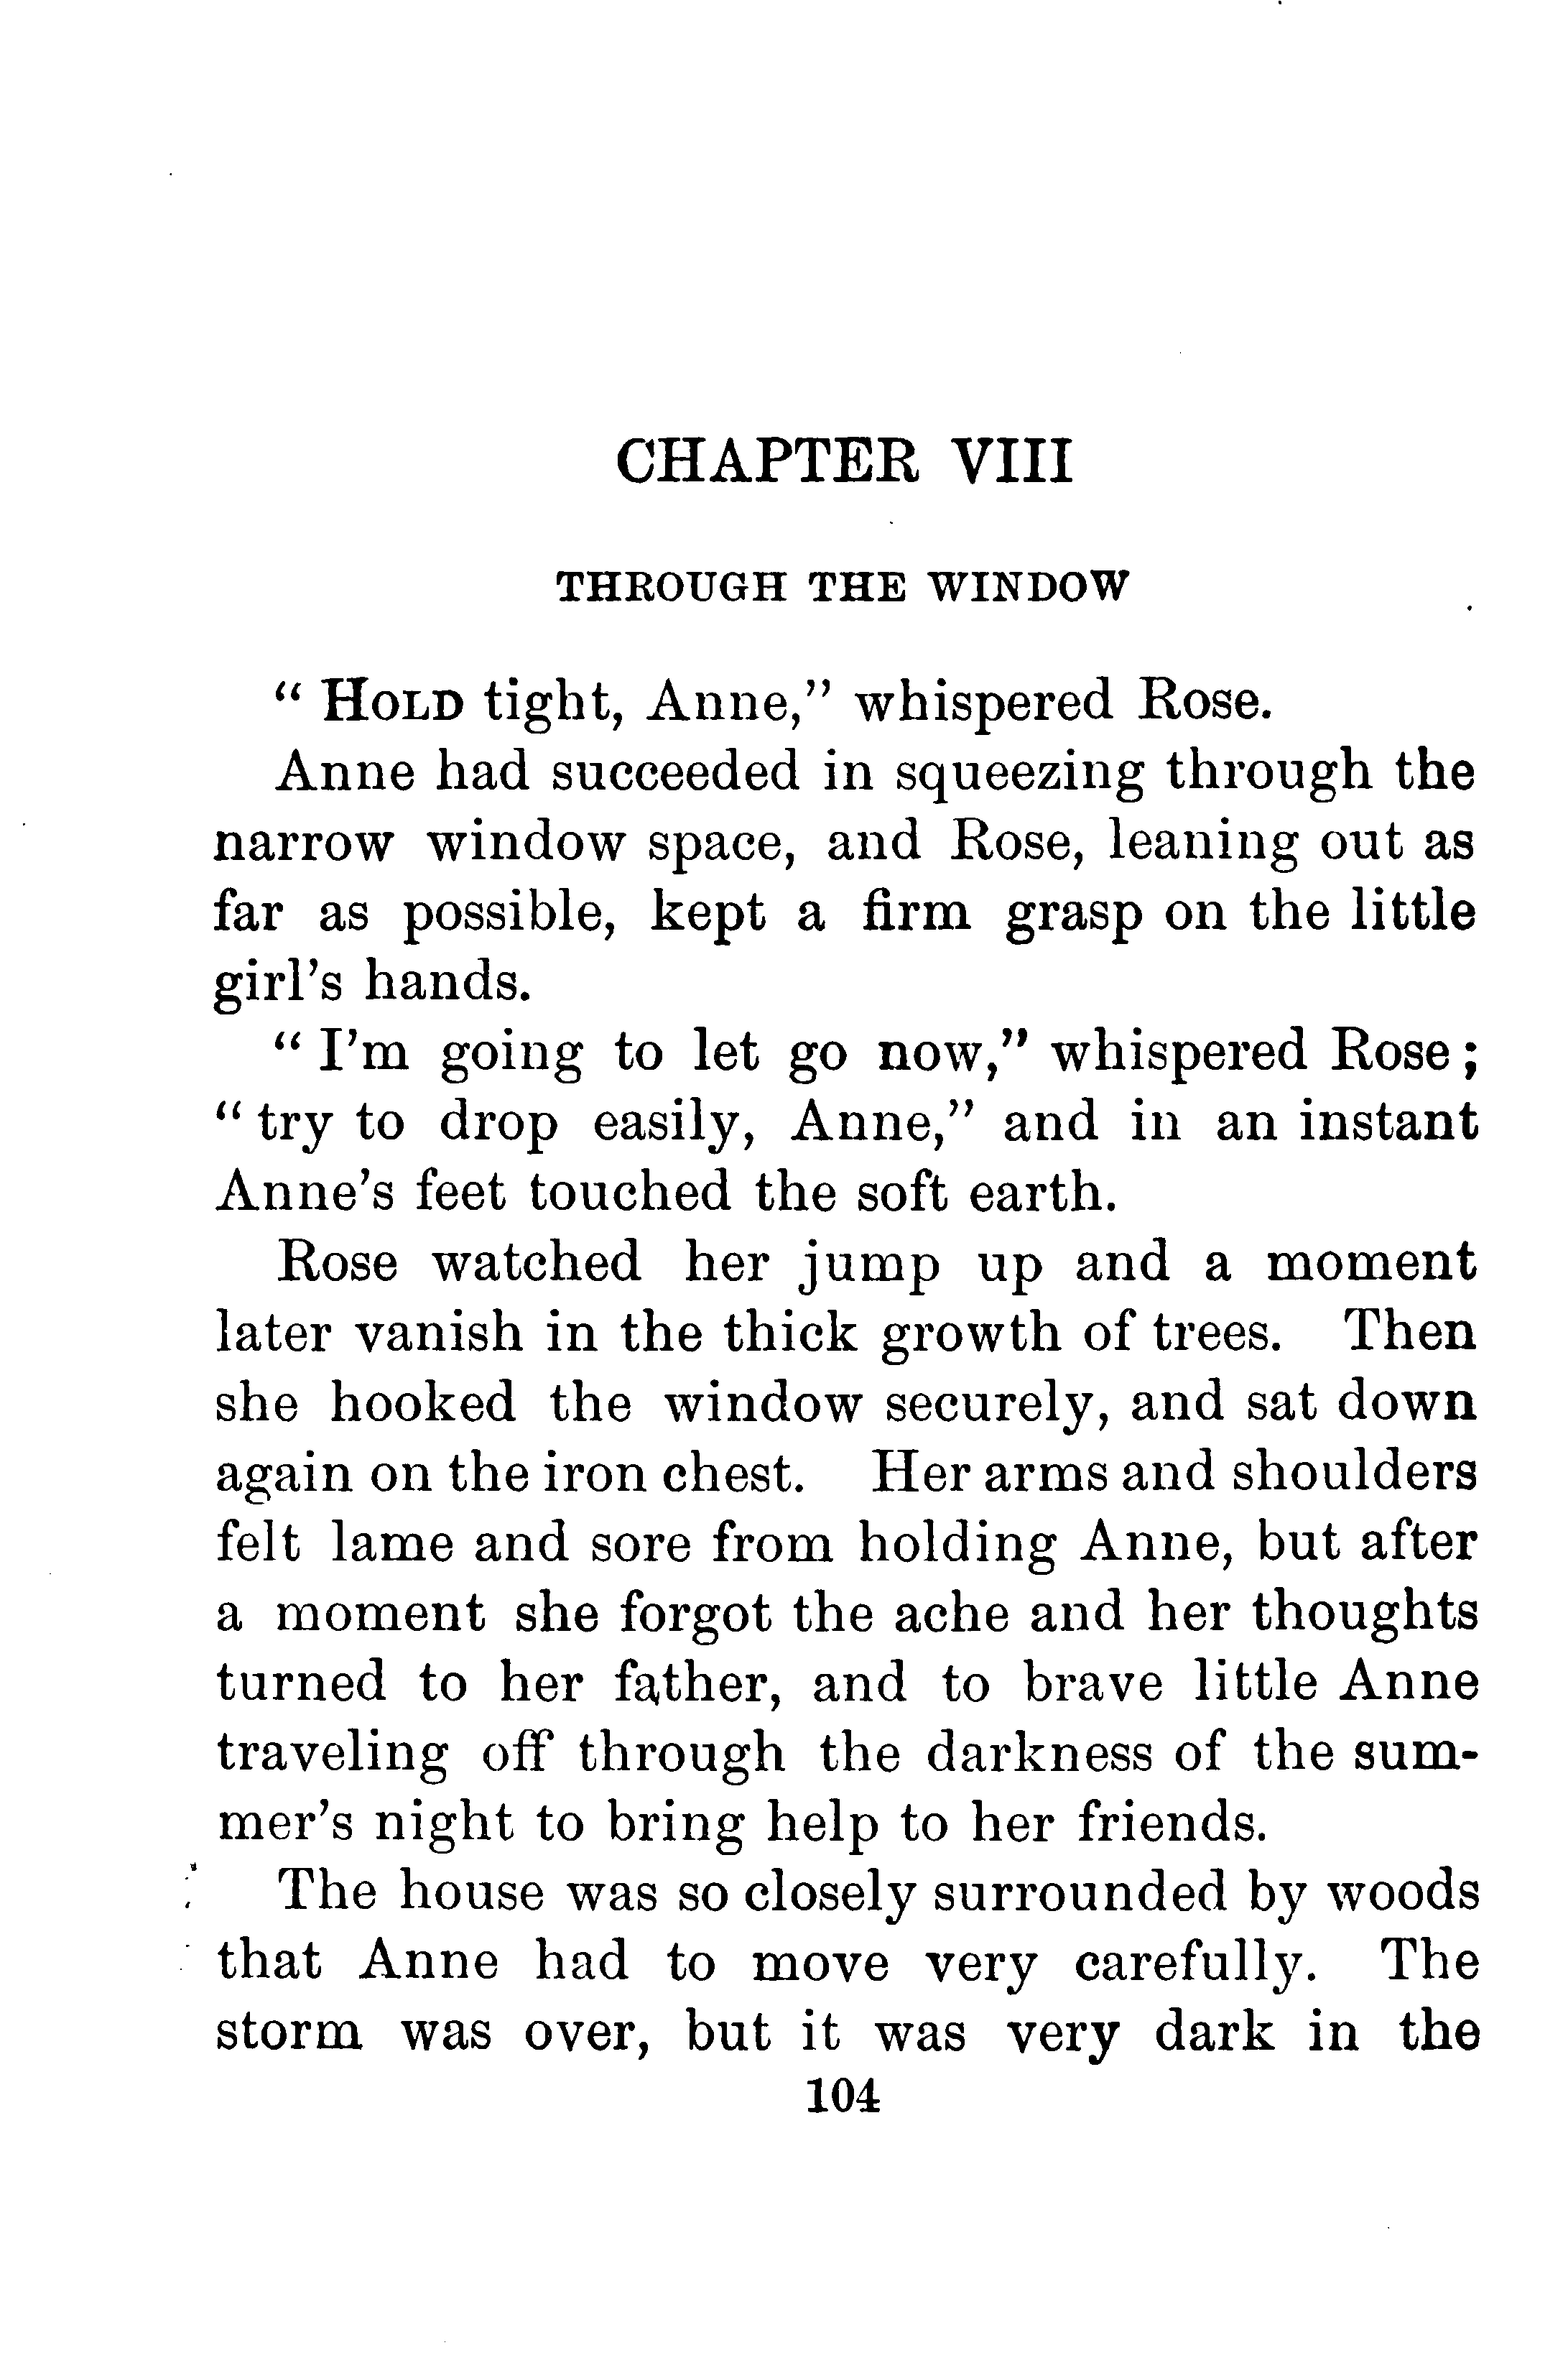 CHAPTER VIII
THROUGH THE WINDOW
“ HOLD tight, Anne,” whispered Rose.
Anne had succeeded in squeezing through the
narrow window space, and Rose, leaning out as
far as possible, kept a firm grasp on the little
girl’s hands.
“ I’m going to let go now,” whispered Rose ;
“ try to drop easily, Anne,” and in an instant
Anne’s feet touched the soft earth.
Rose watched her jump up and a moment
later vanish in the thick growth of trees. Then
she hooked the window securely, and sat down
again on the iron chest. Her arms and shoulders
felt lame and sore from holding Anne, but after
a moment she forgot the ache and her thoughts
turned to her father, and to brave little Anne
traveling off through the darkness of the sum-
mer’s night to bring help to her friends.
The house was so closely surrounded by woods
that Anne had to move very carefully. The
storm was over, but it was very dark in the
104